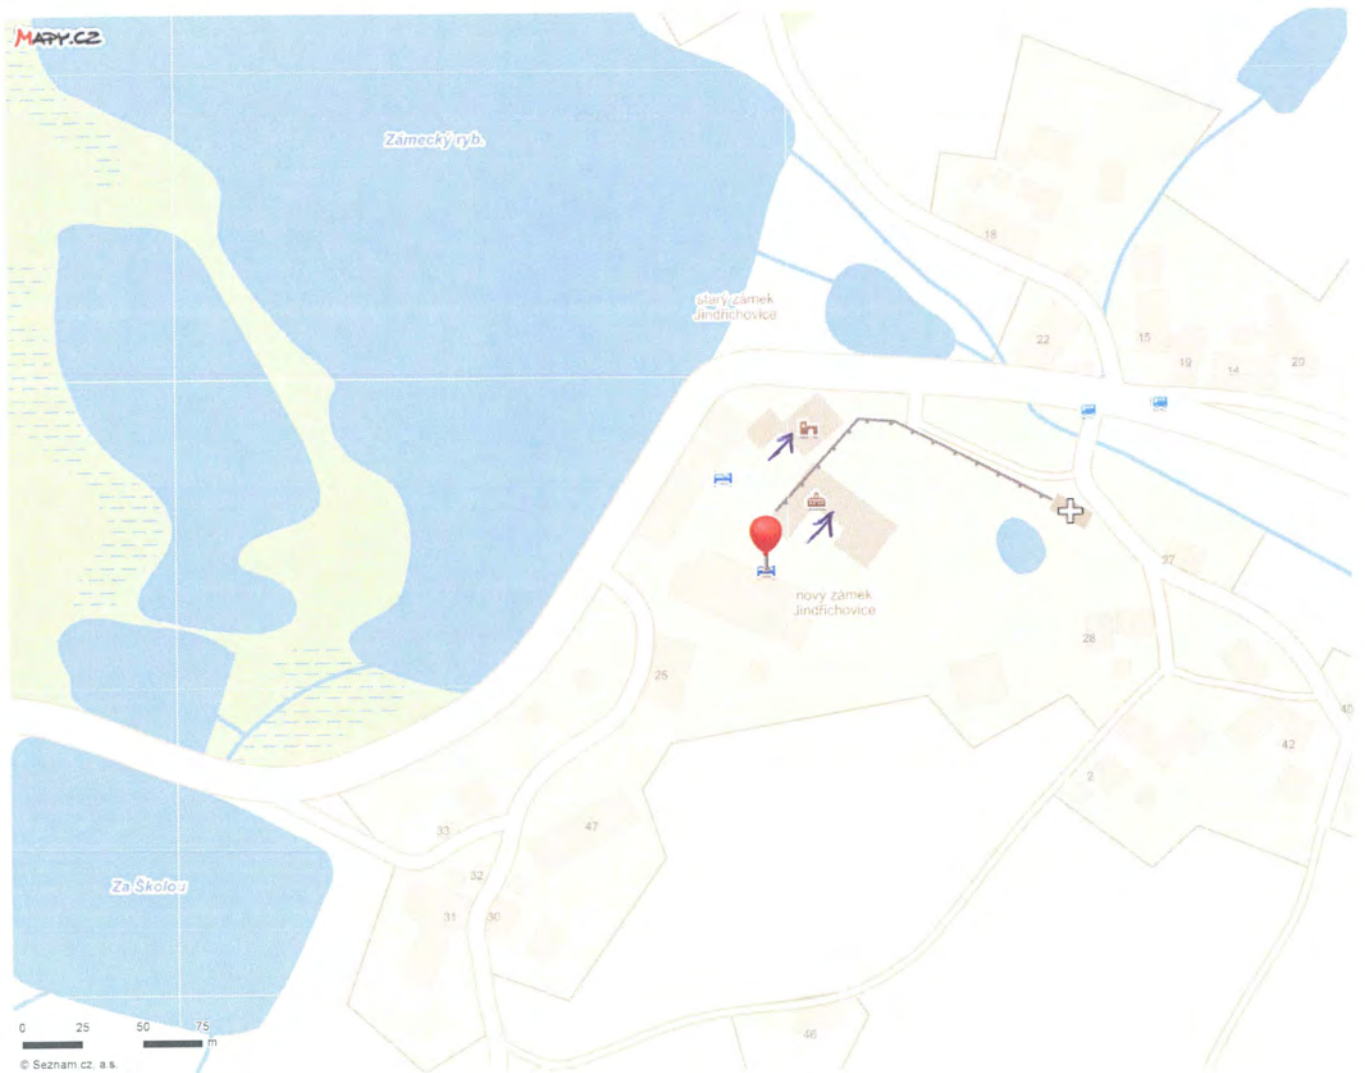 MAPY.CZ
Zámecký ryb.
18
starý zámek
Jindřichovice
22
15
19
14
20
nový zámek
Jindřichovice
27
28
25
40
42
2
47
33
32
31
30
Za Školou
46
0 25 50 75
m
© Seznam.cz, a.s.